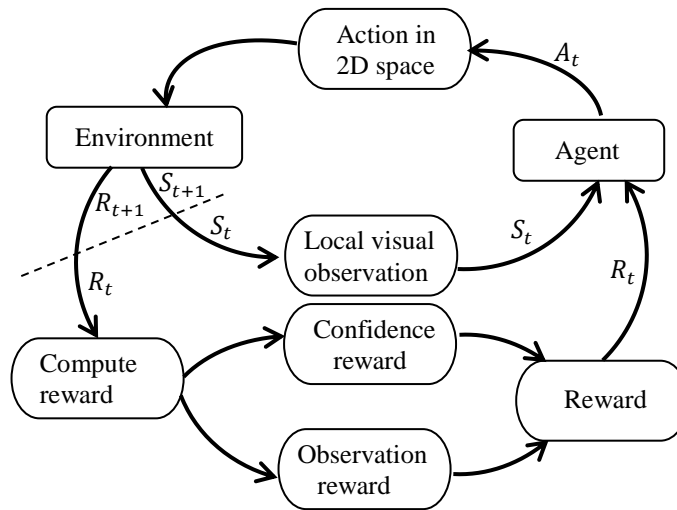 Action in
2D space
$A_t$
Environment
Agent
$S_{t+1}$
$R_{t+1}$
$S_t$
Local visual
observation
$S_t$
$R_t$
$R_t$
Confidence
reward
Compute
reward
Reward
Observation
reward